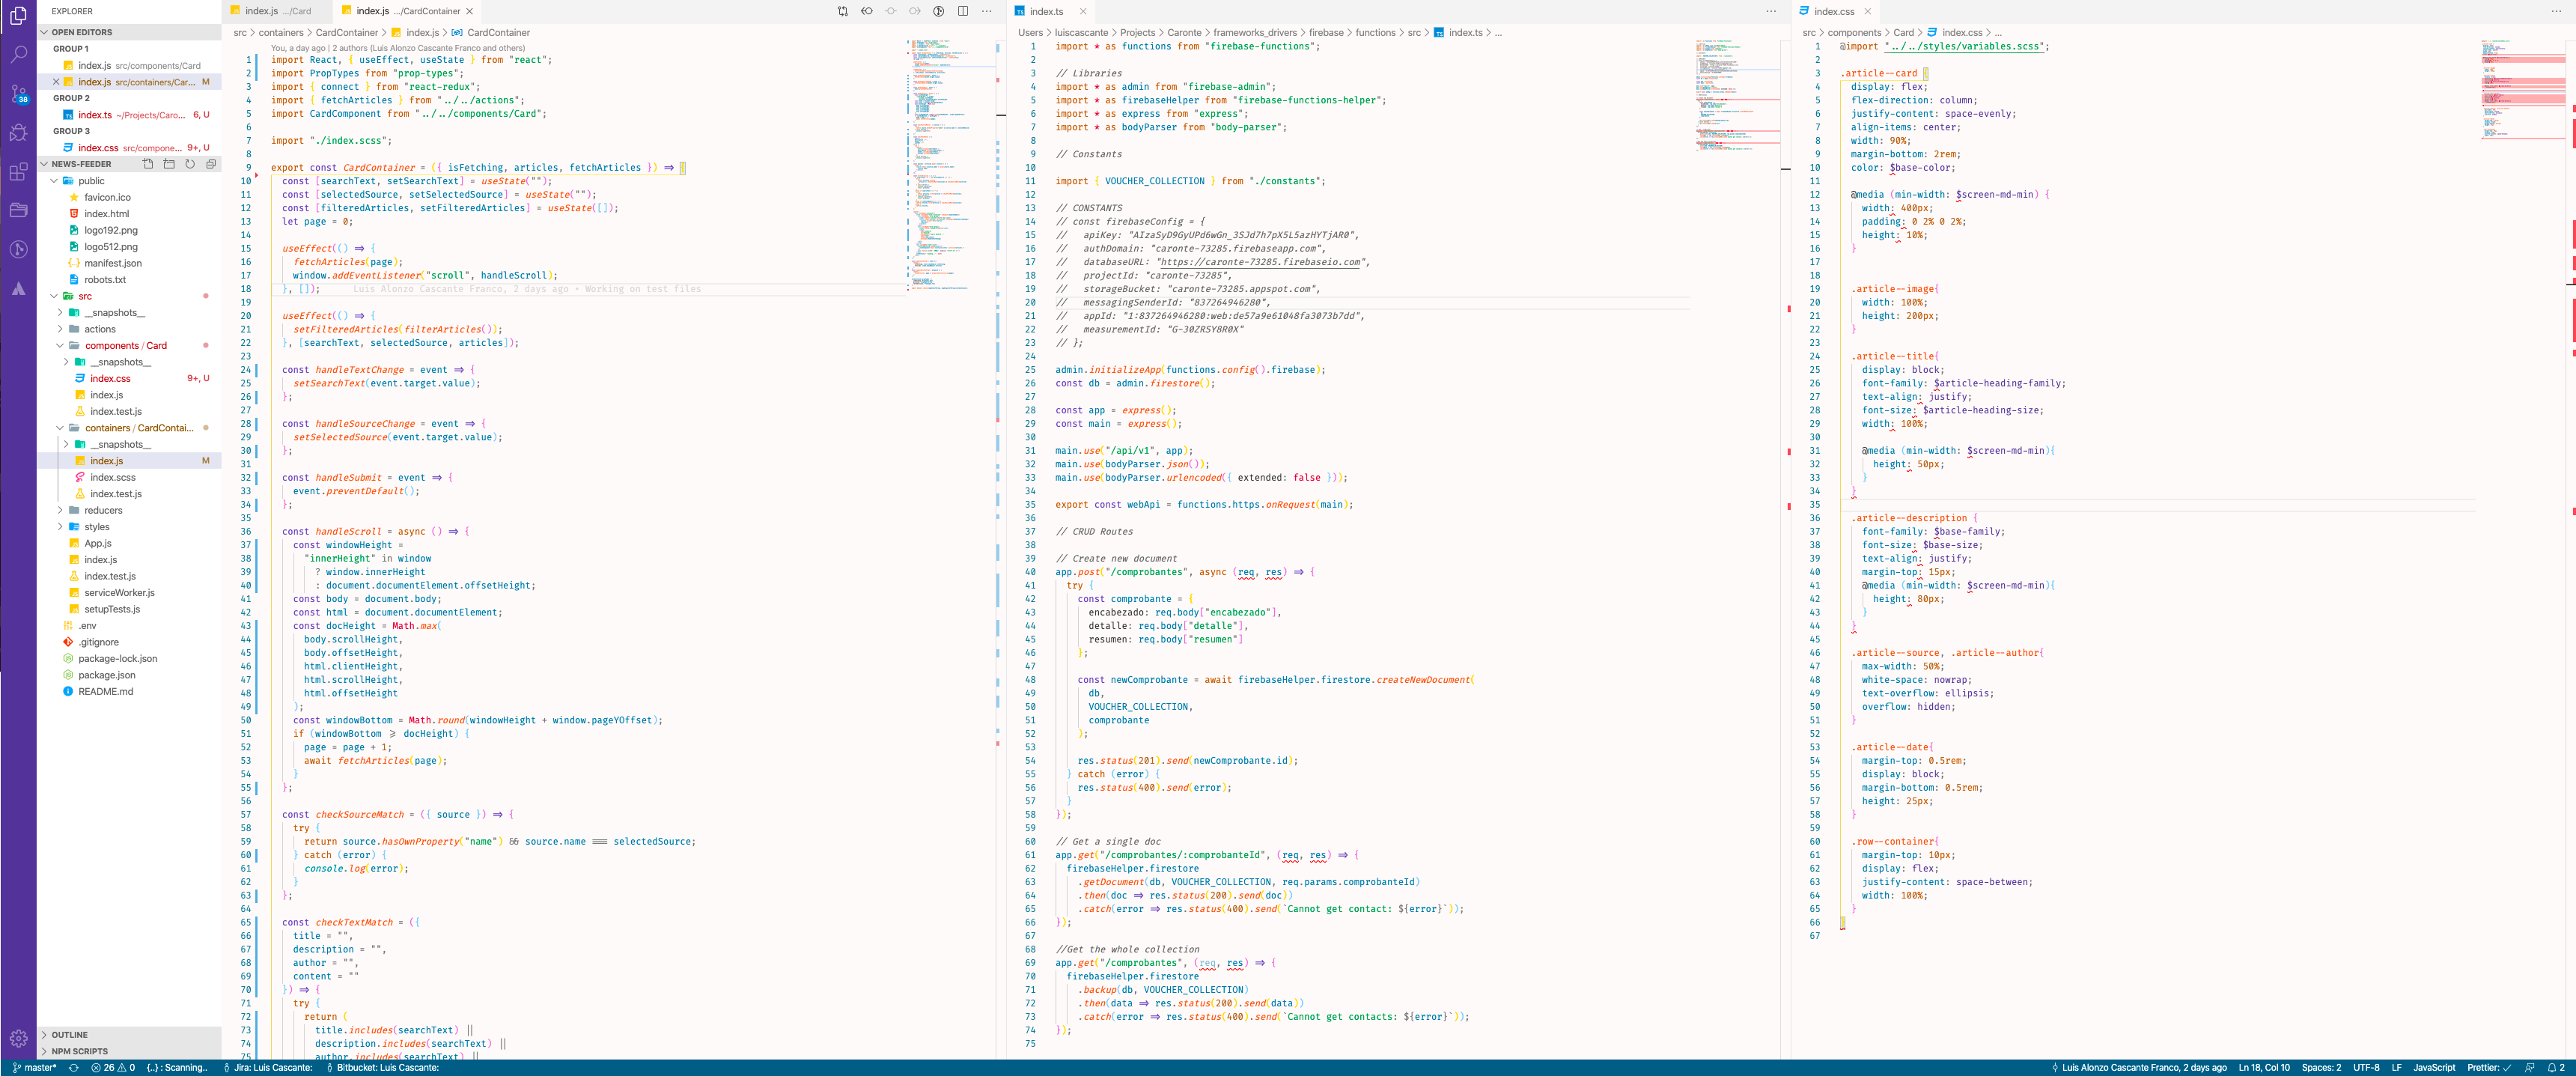 EXPLORER
OPEN EDITORS
GROUP 1
index.js src/components/Card
index.js src/containers/Car... M
GROUP 2
index.ts ~/Projects/Caro... 6, U
GROUP 3
index.css src/compone... 9+, U
NEWS-FEEDER
public
favicon.ico
index.html
logo192.png
logo512.png
manifest.json
robots.txt
src
__snapshots__
actions
components / Card
__snapshots__
index.css 9+, U
index.js
index.test.js
containers / CardContai...
__snapshots__
index.js M
index.scss
index.test.js
reducers
styles
App.js
index.js
index.test.js
serviceWorker.js
setupTests.js
.env
.gitignore
package-lock.json
package.json
README.md
OUTLINE
NPM SCRIPTS
38
index.js .../Card
index.js .../CardContainer
src > containers > CardContainer > index.js > CardContainer
You, a day ago | 2 authors (Luis Alonzo Cascante Franco and others)
1 import React, { useEffect, useState } from "react";
2 import PropTypes from "prop-types";
3 import { connect } from "react-redux";
4 import { fetchArticles } from "../../actions";
5 import CardComponent from "../../components/Card";
6
7 import "./index.scss";
8
9 export const CardContainer = ({ isFetching, articles, fetchArticles }) => {
10 const [searchText, setSearchText] = useState("");
11 const [selectedSource, setSelectedSource] = useState("");
12 const [filteredArticles, setFilteredArticles] = useState([]);
13 let page = 0;
14
15 useEffect(() => {
16 fetchArticles(page);
17 window.addEventListener("scroll", handleScroll);
18 }, []); Luis Alonzo Cascante Franco, 2 days ago • Working on test files
19
20 useEffect(() => {
21 setFilteredArticles(filterArticles());
22 }, [searchText, selectedSource, articles]);
23
24 const handleTextChange = event => {
25 setSearchText(event.target.value);
26 };
27
28 const handleSourceChange = event => {
29 setSelectedSource(event.target.value);
30 };
31
32 const handleSubmit = event => {
33 event.preventDefault();
34 };
35
36 const handleScroll = async () => {
37 const windowHeight =
38 "innerHeight" in window
39 ? window.innerHeight
40 : document.documentElement.offsetHeight;
41 const body = document.body;
42 const html = document.documentElement;
43 const docHeight = Math.max(
44 body.scrollHeight,
45 body.offsetHeight,
46 html.clientHeight,
47 html.scrollHeight,
48 html.offsetHeight
49 );
50 const windowBottom = Math.round(windowHeight + window.pageYOffset);
51 if (windowBottom >= docHeight) {
52 page = page + 1;
53 await fetchArticles(page);
54 }
55 };
56
57 const checkSourceMatch = ({ source }) => {
58 try {
59 return source.hasOwnProperty("name") && source.name === selectedSource;
60 } catch (error) {
61 console.log(error);
62 }
63 };
64
65 const checkTextMatch = ({
66 title = "",
67 description = "",
68 author = "",
69 content = ""
70 }) => {
71 try {
72 return (
73 title.includes(searchText) ||
74 description.includes(searchText) ||
75 author.includes(searchText) ||
index.ts
Users > luiscascante > Projects > Caronte > frameworks_drivers > firebase > functions > src > index.ts > ...
1 import * as functions from "firebase-functions";
2
3 // Libraries
4 import * as admin from "firebase-admin";
5 import * as firebaseHelper from "firebase-functions-helper";
6 import * as express from "express";
7 import * as bodyParser from "body-parser";
8
9 // Constants
10
11 import { VOUCHER_COLLECTION } from "./constants";
12
13 // CONSTANTS
14 // const firebaseConfig = {
15 // apiKey: "AIzaSyD9GyUPd6wGn_3SJd7h7pX5L5azHYTjAR0",
16 // authDomain: "caronte-73285.firebaseapp.com",
17 // databaseURL: "https://caronte-73285.firebaseio.com",
18 // projectId: "caronte-73285",
19 // storageBucket: "caronte-73285.appspot.com",
20 // messagingSenderId: "837264946280",
21 // appId: "1:837264946280:web:de57a9e61048fa3073b7dd",
22 // measurementId: "G-30ZRSY8R0X"
23 // };
24
25 admin.initializeApp(functions.config().firebase);
26 const db = admin.firestore();
27
28 const app = express();
29 const main = express();
30
31 main.use("/api/v1", app);
32 main.use(bodyParser.json());
33 main.use(bodyParser.urlencoded({ extended: false }));
34
35 export const webApi = functions.https.onRequest(main);
36
37 // CRUD Routes
38
39 // Create new document
40 app.post("/comprobantes", async (req, res) => {
41 try {
42 const comprobante = {
43 encabezado: req.body["encabezado"],
44 detalle: req.body["detalle"],
45 resumen: req.body["resumen"]
46 };
47
48 const newComprobante = await firebaseHelper.firestore.createNewDocument(
49 db,
50 VOUCHER_COLLECTION,
51 comprobante
52 );
53
54 res.status(201).send(newComprobante.id);
55 } catch (error) {
56 res.status(400).send(error);
57 }
58 });
59
60 // Get a single doc
61 app.get("/comprobantes/:comprobanteId", (req, res) => {
62 firebaseHelper.firestore
63 .getDocument(db, VOUCHER_COLLECTION, req.params.comprobanteId)
64 .then(doc => res.status(200).send(doc))
65 .catch(error => res.status(400).send(`Cannot get contact: ${error}`));
66 });
67
68 //Get the whole collection
69 app.get("/comprobantes", (req, res) => {
70 firebaseHelper.firestore
71 .backup(db, VOUCHER_COLLECTION)
72 .then(data => res.status(200).send(data))
73 .catch(error => res.status(400).send(`Cannot get contacts: ${error}`));
74 });
75
index.css
src > components > Card > index.css > ...
1 @import "../../styles/variables.scss";
2
3 .article--card {
4 display: flex;
5 flex-direction: column;
6 justify-content: space-evenly;
7 align-items: center;
8 width: 90%;
9 margin-bottom: 2rem;
10 color: $base-color;
11
12 @media (min-width: $screen-md-min) {
13 width: 400px;
14 padding: 0 2% 0 2%;
15 height: 10%;
16 }
17
18
19 .article--image{
20 width: 100%;
21 height: 200px;
22 }
23
24 .article--title{
25 display: block;
26 font-family: $article-heading-family;
27 text-align: justify;
28 font-size: $article-heading-size;
29 width: 100%;
30
31 @media (min-width: $screen-md-min){
32 height: 50px;
33 }
34 }
35
36 .article--description {
37 font-family: $base-family;
38 font-size: $base-size;
39 text-align: justify;
40 margin-top: 15px;
41 @media (min-width: $screen-md-min){
42 height: 80px;
43 }
44 }
45
46 .article--source, .article--author{
47 max-width: 50%;
48 white-space: nowrap;
49 text-overflow: ellipsis;
50 overflow: hidden;
51 }
52
53 .article--date{
54 margin-top: 0.5rem;
55 display: block;
56 margin-bottom: 0.5rem;
57 height: 25px;
58 }
59
60 .row-container{
61 margin-top: 10px;
62 display: flex;
63 justify-content: space-between;
64 width: 100%;
65 }
66 }
67
master* 26 0 {..} : Scanning.. Jira: Luis Cascante: Bitbucket: Luis Cascante: Luis Alonzo Cascante Franco, 2 days ago Ln 18, Col 10 Spaces: 2 UTF-8 LF JavaScript Prettier: ✓ 2